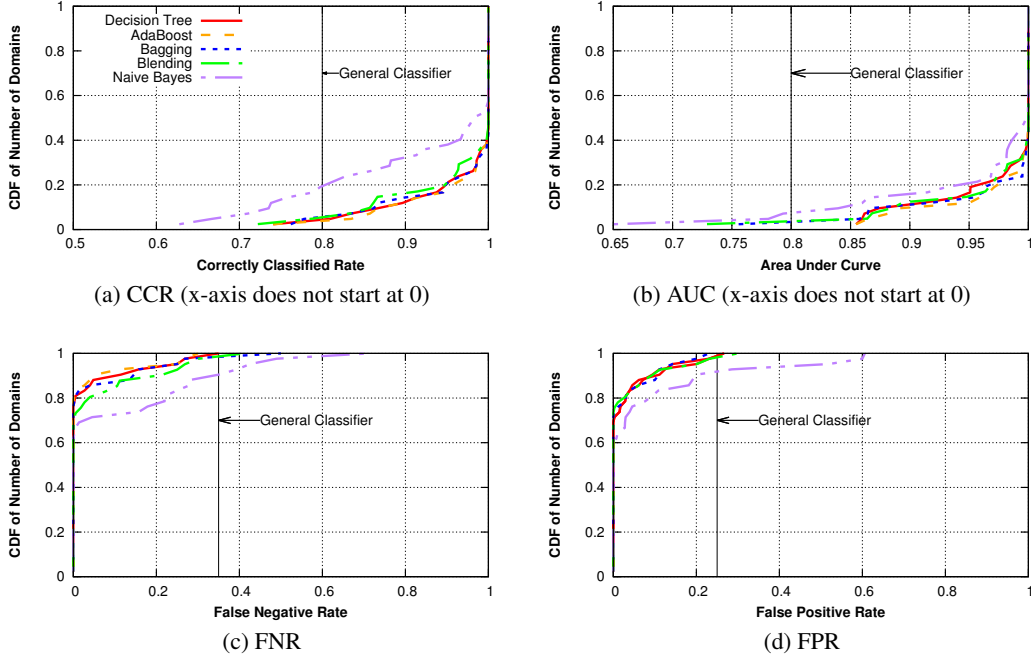 CDF of Number of Domains
1
0.8
0.6
0.4
0.2
0
Decision Tree
AdaBoost
Bagging
Blending
Naive Bayes
General Classifier
0.5 0.6 0.7 0.8 0.9 1
Correctly Classified Rate
(a) CCR (x-axis does not start at 0)
CDF of Number of Domains
1
0.8
0.6
0.4
0.2
0
General Classifier
0.65 0.7 0.75 0.8 0.85 0.9 0.95 1
Area Under Curve
(b) AUC (x-axis does not start at 0)
CDF of Number of Domains
1
0.8
0.6
0.4
0.2
0
General Classifier
0 0.2 0.4 0.6 0.8 1
False Negative Rate
(c) FNR
CDF of Number of Domains
1
0.8
0.6
0.4
0.2
0
General Classifier
0 0.2 0.4 0.6 0.8 1
False Positive Rate
(d) FPR